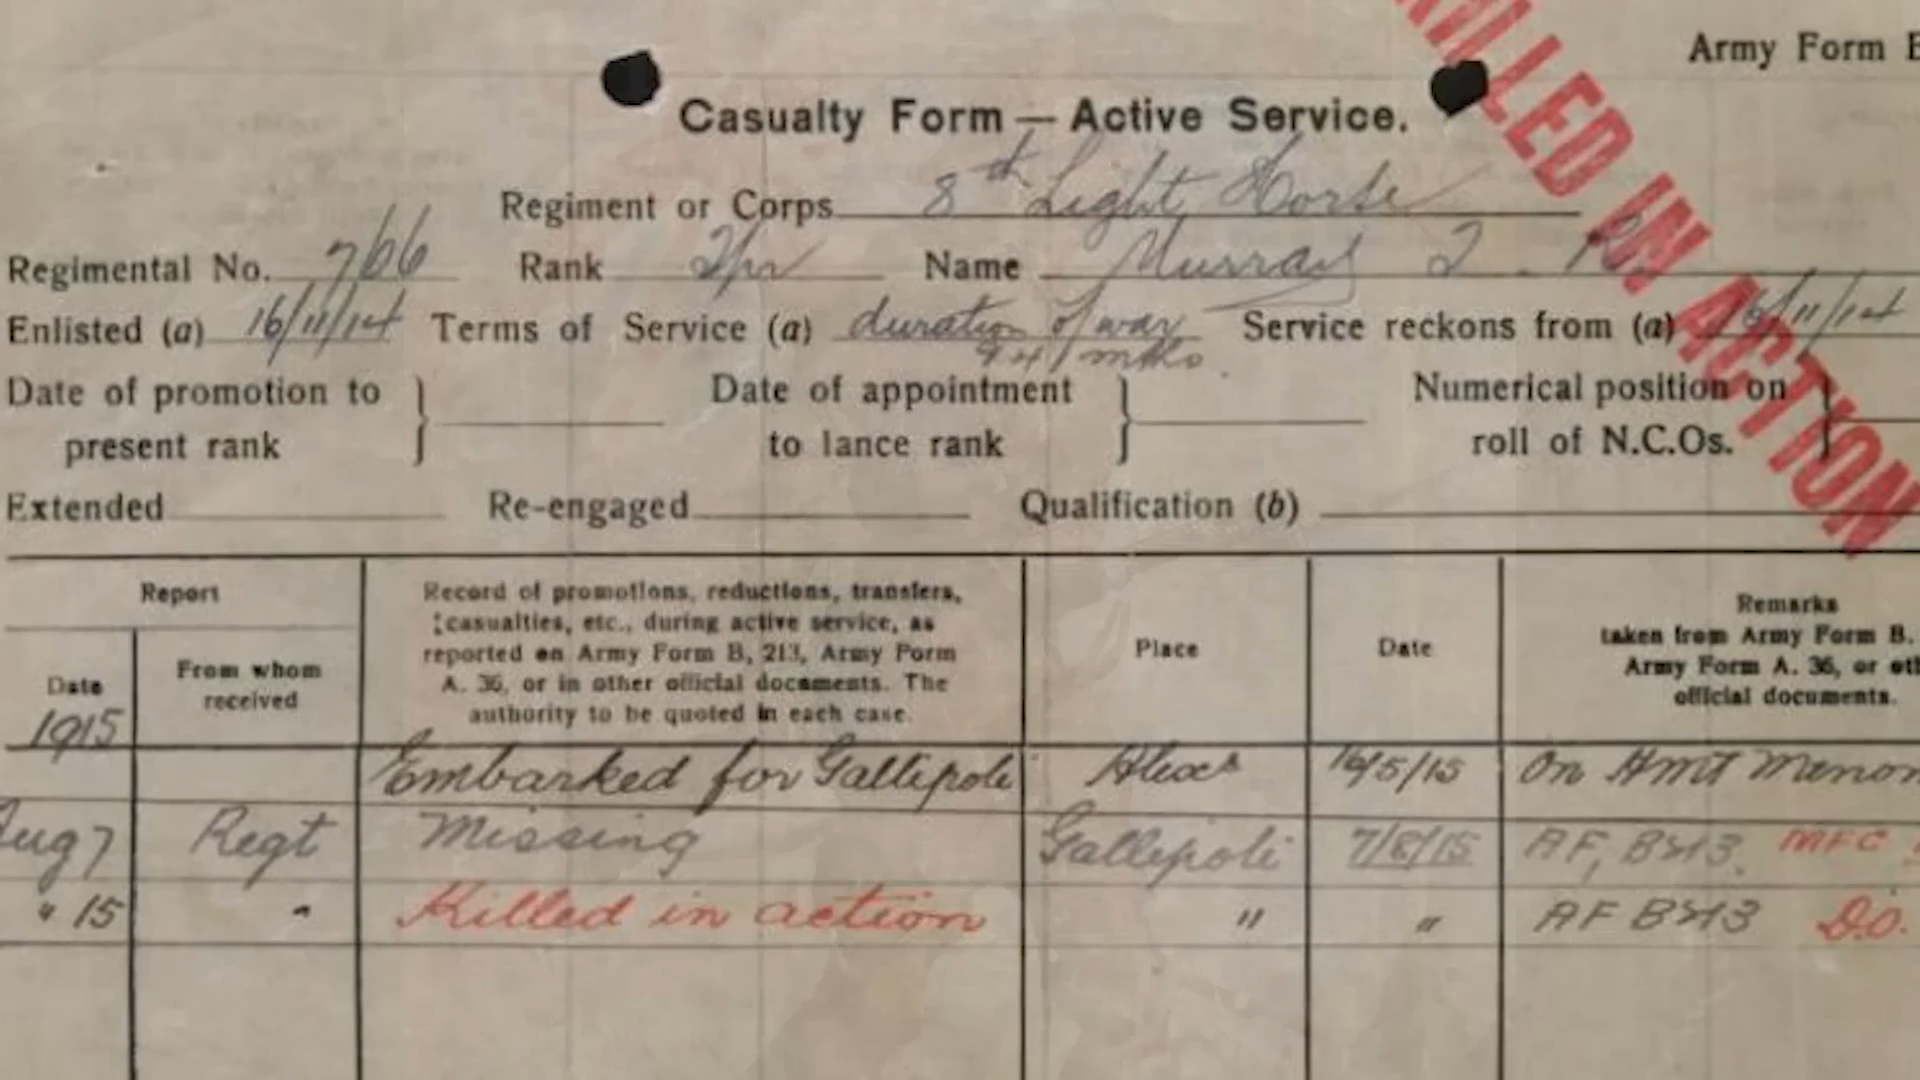 KILLED IN ACTION
Army Form
Casualty Form — Active Service.
Regiment or Corps 8th Light Horse
Regimental No. 766 Rank Tpr Name Murray
Enlisted (a) 16/11/14 Terms of Service (a) duration of war Service reckons from (a) 16/11/14
& 4 mths.
Date of promotion to present rank } Date of appointment to lance rank } Numerical position on roll of N.C.Os. }
Extended Re-engaged Qualification (b)
Report
Date
1915
From whom
received
Record of promotions, reductions, transfers,
casualties, etc., during active service, as
reported on Army Form B, 213, Army Form
A. 36, or in other official documents. The
authority to be quoted in each case.
Place
Date
Remarks
taken from Army Form B.
Army Form A. 36, or
official documents.
Embarked for Gallipoli Alexa 16/5/15 On Hmt
Aug 7 Regt Missing Gallipoli 7/8/15 AF, B213.
" 15 " Killed in action " " AF B213 D.O.